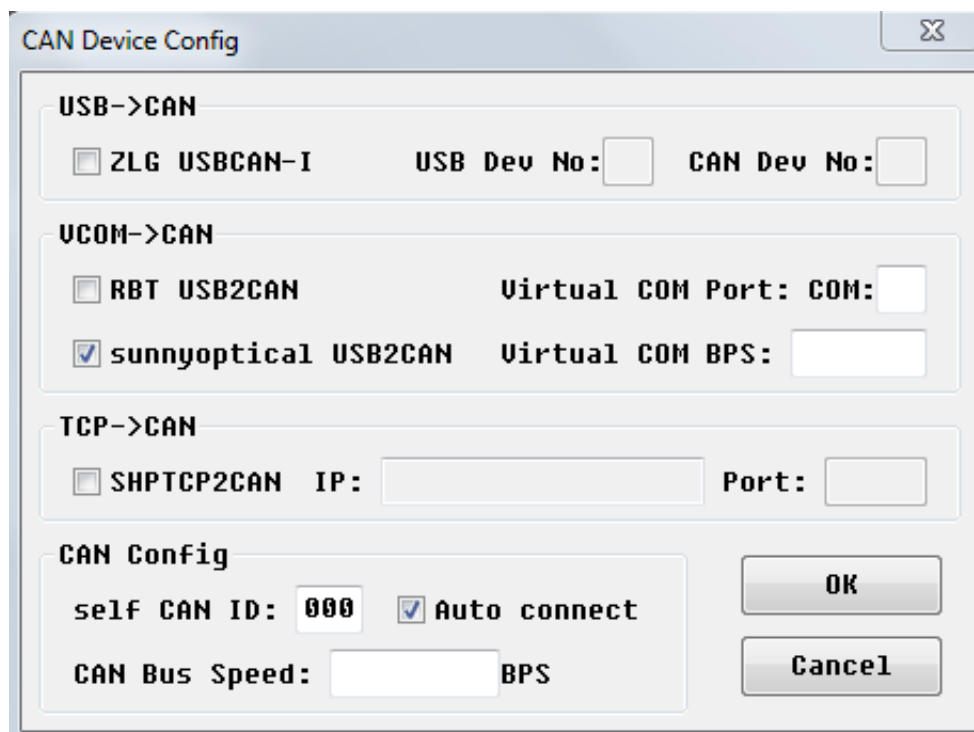 CAN Device Config
USB->CAN
ZLG USBCAN-I USB Dev No: CAN Dev No:
VCOM->CAN
RBT USB2CAN Virtual COM Port: COM:
sunnyoptical USB2CAN Virtual COM BPS:
TCP->CAN
SHPTCP2CAN IP: Port:
CAN Config
self CAN ID: 000 Auto connect
CAN Bus Speed: BPS
OK
Cancel